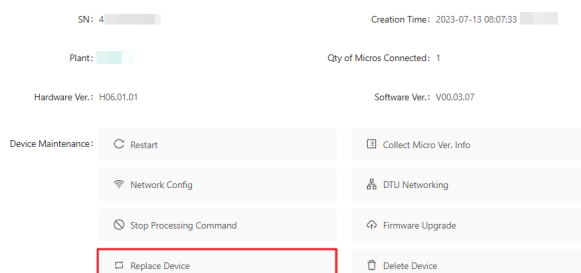 SN: 4
Creation Time: 2023-07-13 08:07:33
Plant:
Qty of Micros Connected: 1
Hardware Ver.: H06.01.01
Software Ver.: V00.03.07
Device Maintenance:
Restart
Collect Micro Ver. Info
Network Config
DTU Networking
Stop Processing Command
Firmware Upgrade
Replace Device
Delete Device